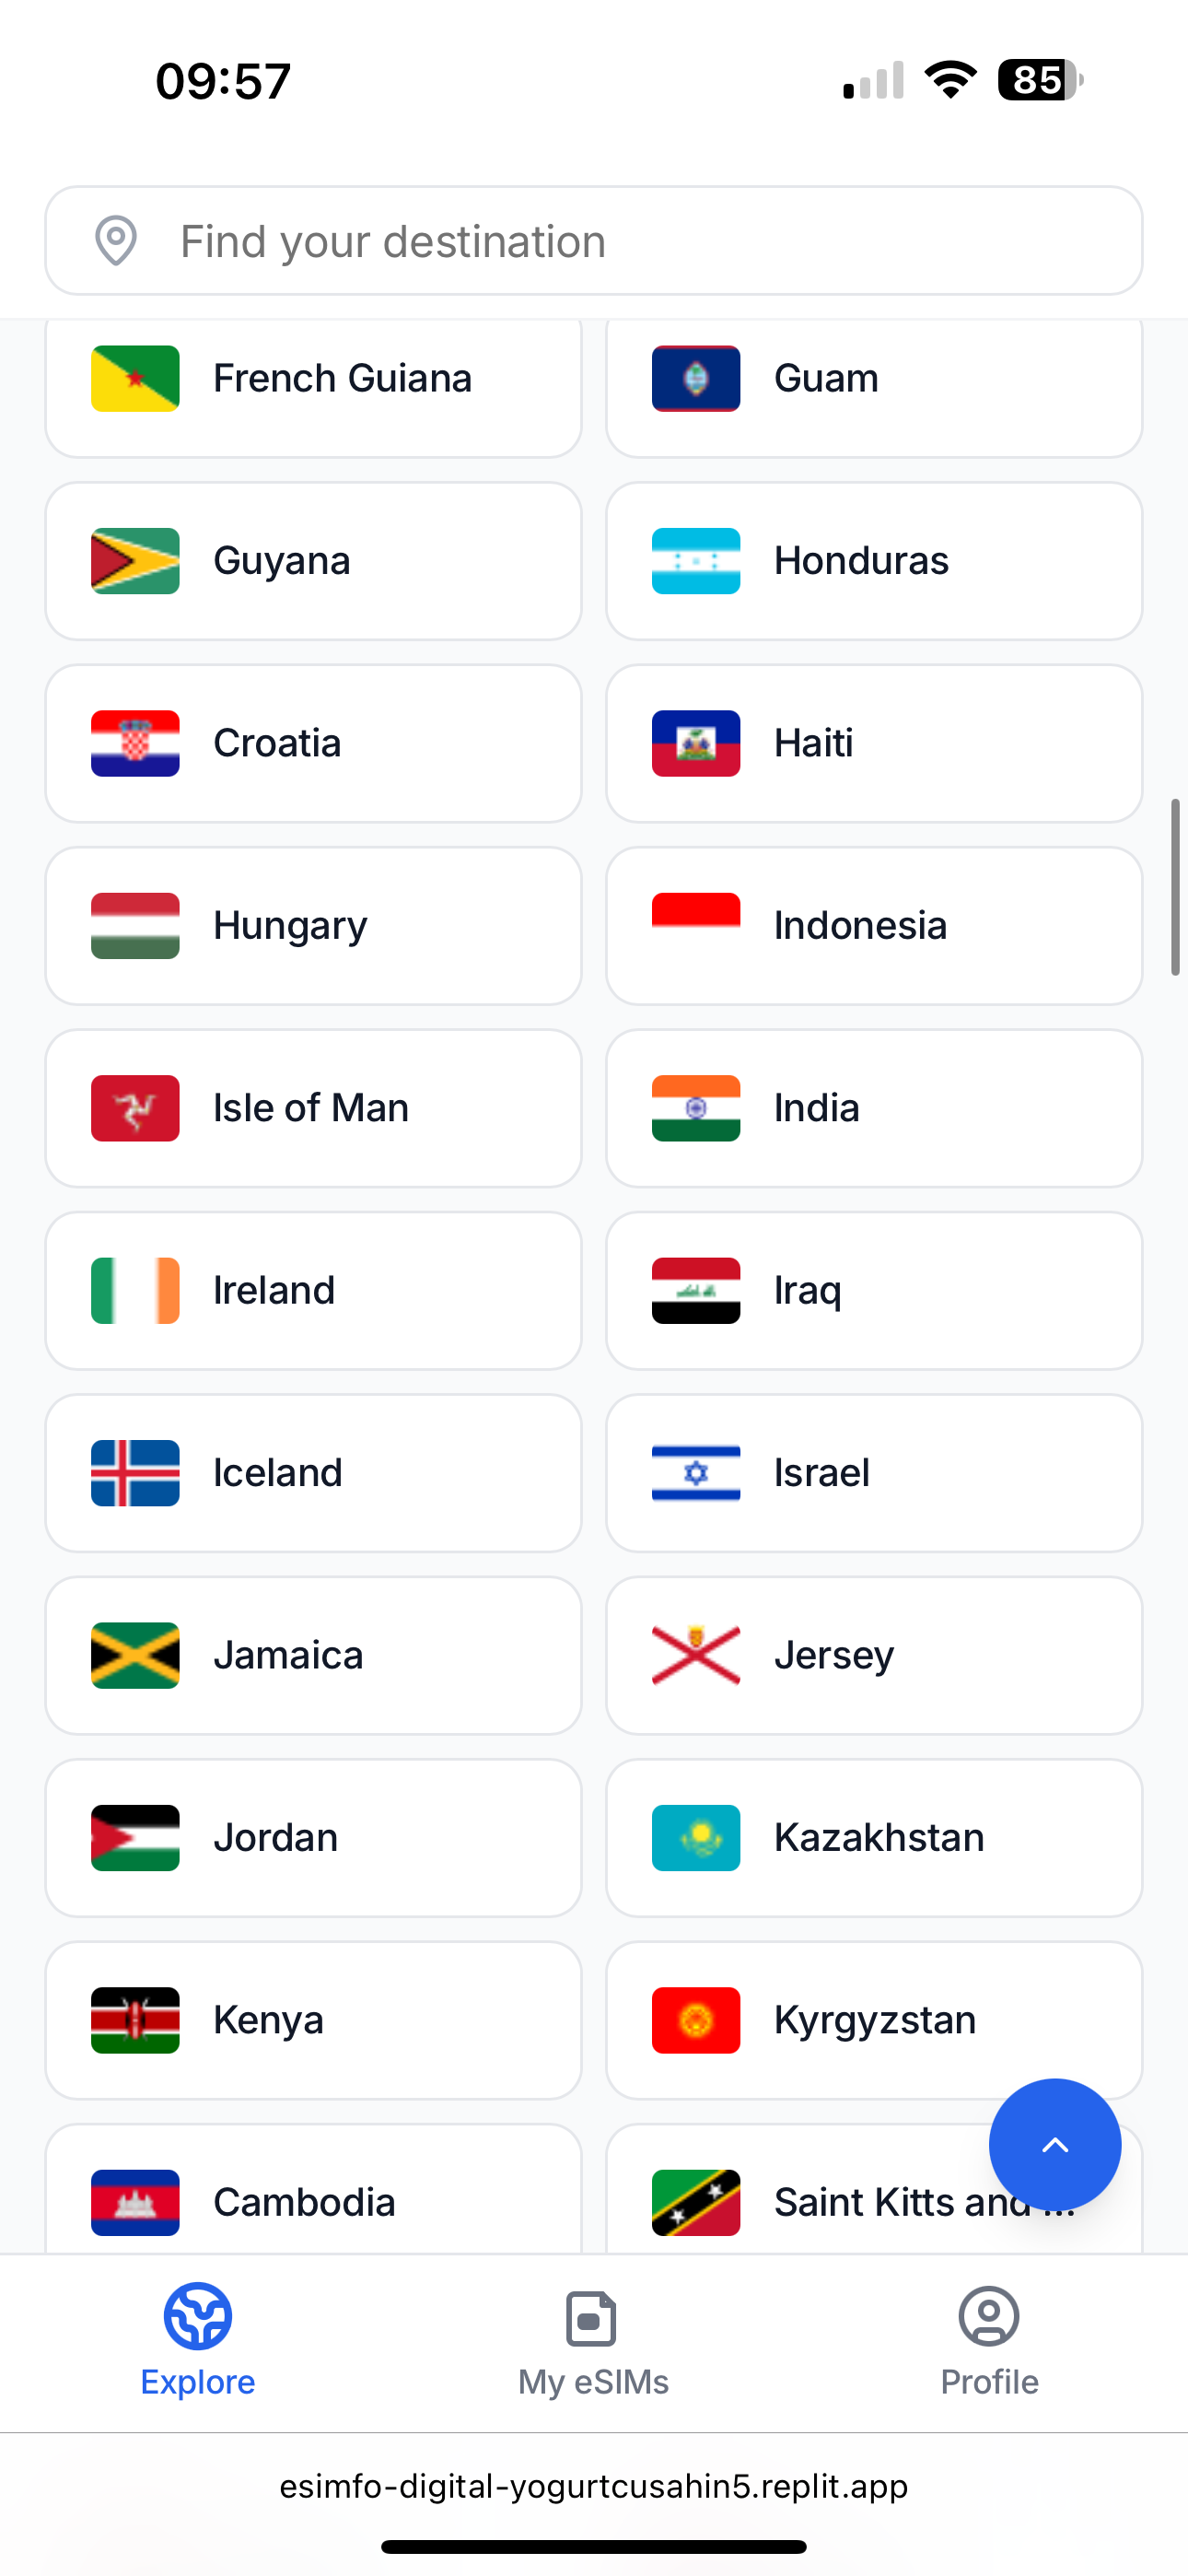 09:57
85
Find your destination
French Guiana
Guam
Guyana
Honduras
Croatia
Haiti
Hungary
Indonesia
Isle of Man
India
Ireland
Iraq
Iceland
Israel
Jamaica
Jersey
Jordan
Kazakhstan
Kenya
Kyrgyzstan
Cambodia
Saint Kitts and ...
Explore
My eSIMs
Profile
esimfo-digital-yogurtcusahin5.replit.app